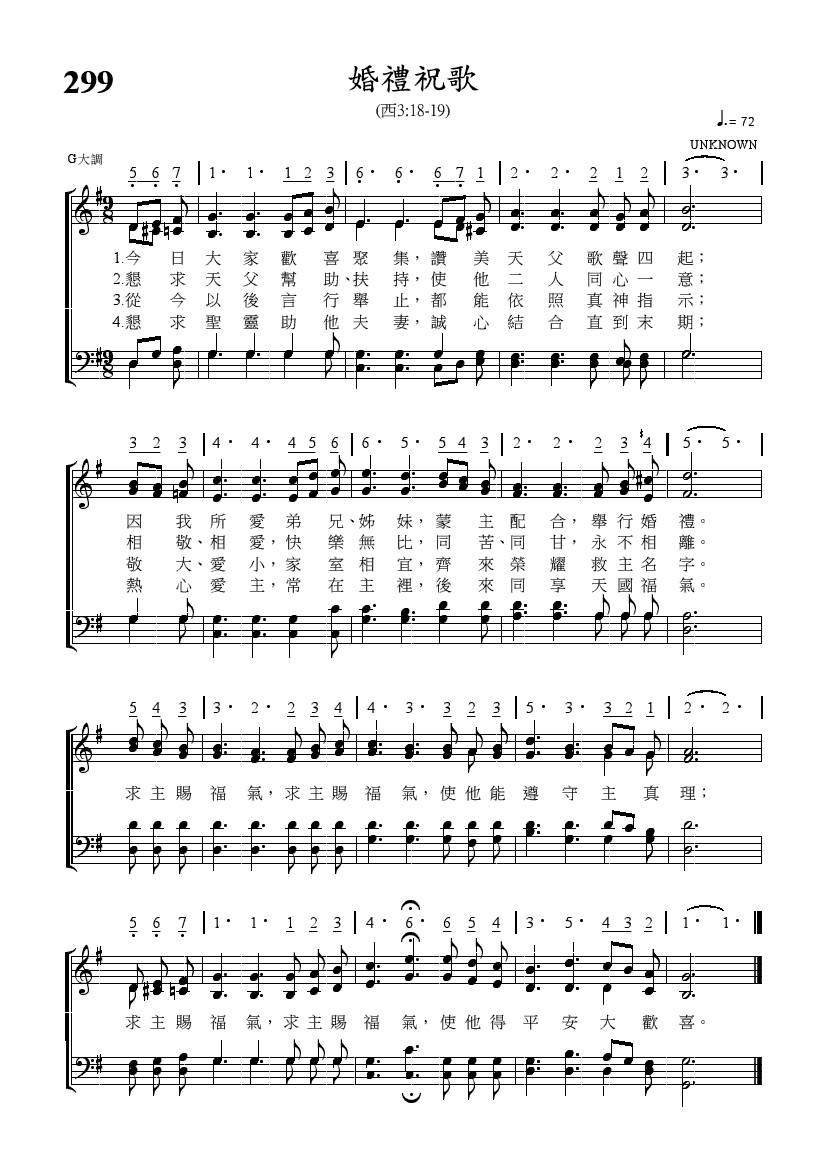 299
婚禮祝歌
(西3:18-19)
♩. = 72
UNKNOWN
G大調
5 6 7 | 1· 1· 1 2 3 | 6· 6· 6 7 1 | 2· 2· 2 1 2 | 3· 3· |
9 8
1.今日大家歡喜聚集，讚美天父歌聲四起；
2.懇求天父幫助、扶持，使他二人同心一意；
3.從今以後言行舉止，都能依照真神指示；
4.懇求聖靈助他夫妻，誠心結合直到末期；
9 8
3 2 3 | 4· 4· 4 5 6 | 6· 5· 5 4 3 | 2· 2· 2 3 4 | 5· 5· |
因我所愛弟兄、姊妹，蒙主配合，舉行婚禮。
相敬、相愛，快樂無比，同苦、同甘，永不相離。
敬大、愛小，家室相宜，齊來榮耀救主名字。
熱心愛主，常在主裡，後來同享天國福氣。
5 4 3 | 3· 2· 2 3 4 | 4· 3· 3 2 3 | 5· 3· 3 2 1 | 2· 2· |
求主賜福氣，求主賜福氣，使他能遵守主真理；
5 6 7 | 1· 1· 1 2 3 | 4· 6· 6 5 4 | 3· 5· 4 3 2 | 1· 1· |
求主賜福氣，求主賜福氣，使他得平安大歡喜。